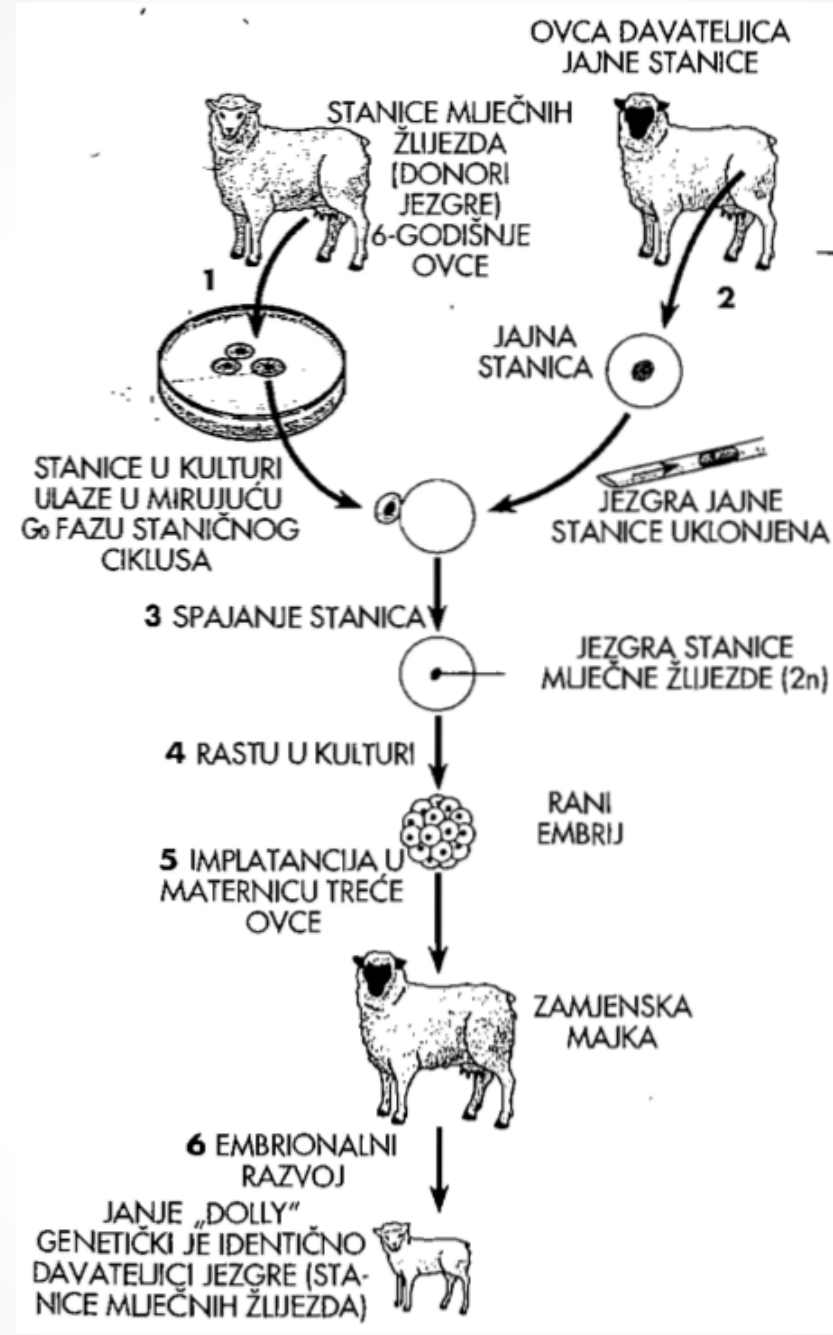 OVCA DAVATELJICA
JAJNE STANICE
STANICE MLJEČNIH
ŽLIJEZDA
(DONORI
JEZGRE)
6-GODIŠNJE
OVCE
1
2
JAJNA
STANICA
STANICE U KULTURI
ULAZE U MIRUJUĆU
G₀ FAZU STANIČNOG
CIKLUSA
JEZGRA JAJNE
STANICE UKLONJENA
3 SPAJANJE STANICA
JEZGRA STANICE
MLJEČNE ŽLIJEZDE (2n)
4 RASTU U KULTURI
RANI
EMBRIJ
5 IMPLATANCIJA U
MATERNICU TREĆE
OVCE
ZAMJENSKA
MAJKA
6 EMBRIONALNI
RAZVOJ
JANJE „DOLLY"
GENETIČKI JE IDENTIČNO
DAVATELJICI JEZGRE (STA-
NICE MLJEČNIH ŽLIJEZDA)